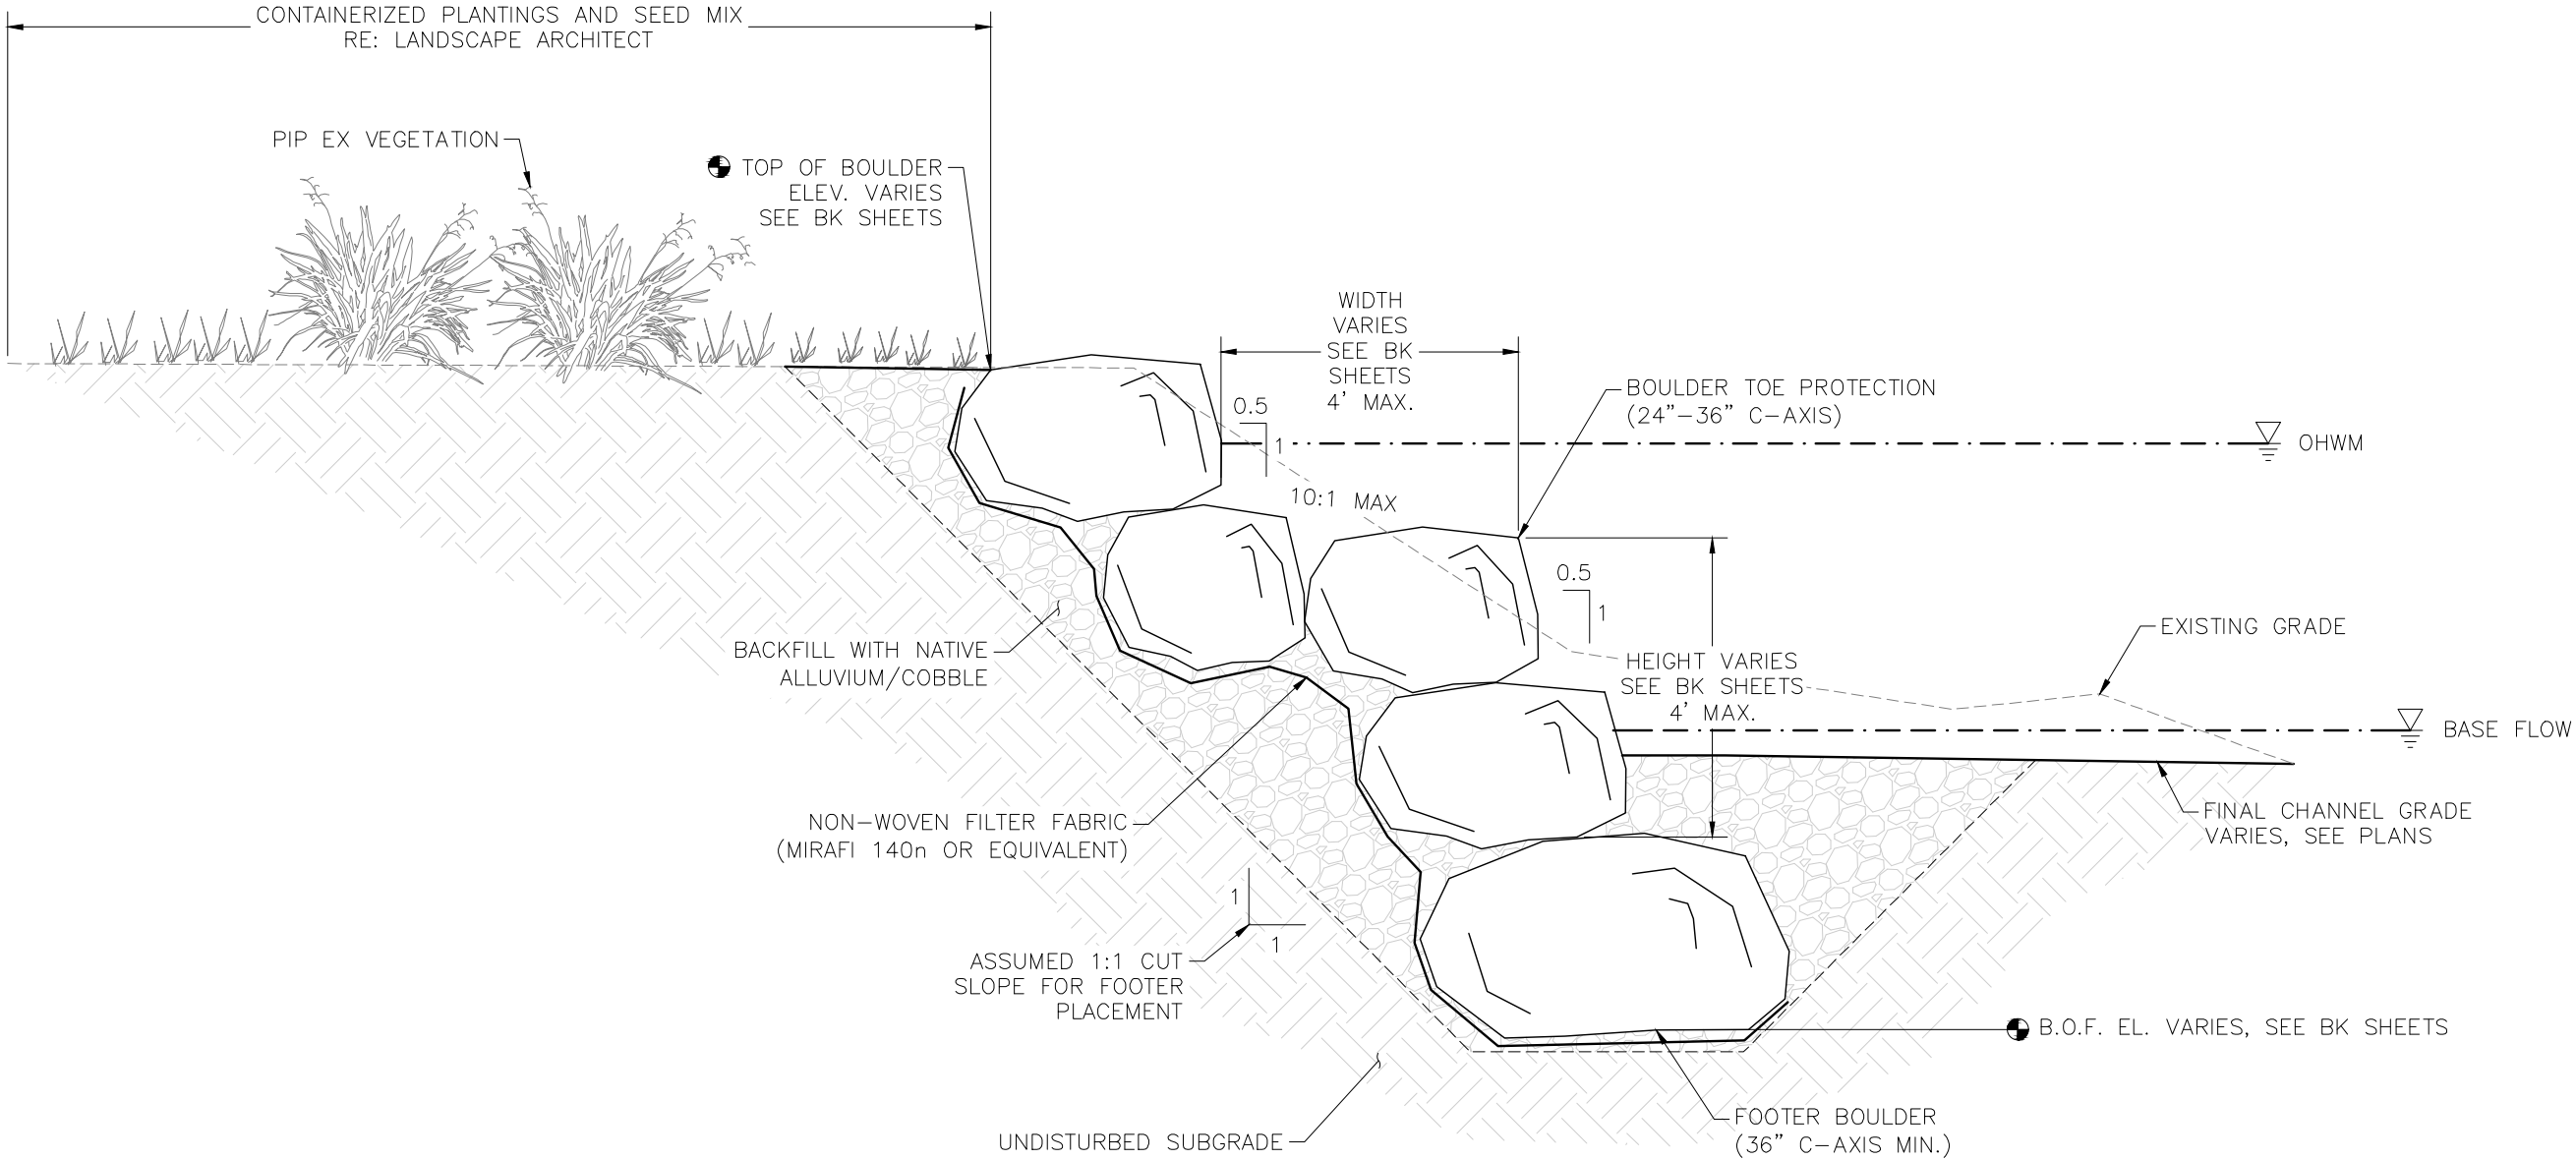 CONTAINERIZED PLANTINGS AND SEED MIX
RE: LANDSCAPE ARCHITECT
PIP EX VEGETATION
TOP OF BOULDER
ELEV. VARIES
SEE BK SHEETS
WIDTH
VARIES
SEE BK
SHEETS
4' MAX.
BOULDER TOE PROTECTION
(24"-36" C-AXIS)
0.5
1
OHWM
10:1 MAX
0.5
1
EXISTING GRADE
BACKFILL WITH NATIVE
ALLUVIUM/COBBLE
HEIGHT VARIES
SEE BK SHEETS
4' MAX.
BASE FLOW
NON-WOVEN FILTER FABRIC
(MIRAFI 140n OR EQUIVALENT)
FINAL CHANNEL GRADE
VARIES, SEE PLANS
1
1
ASSUMED 1:1 CUT
SLOPE FOR FOOTER
PLACEMENT
B.O.F. EL. VARIES, SEE BK SHEETS
FOOTER BOULDER
(36" C-AXIS MIN.)
UNDISTURBED SUBGRADE